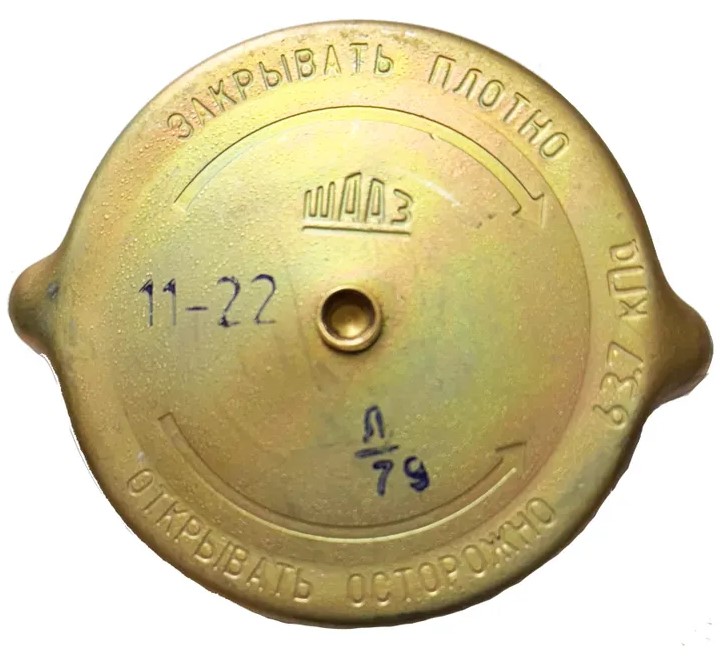 ЗАКРЫВАТЬ ПЛОТНО
ШААЗ
63.7 кПа
11-22
Л
79
ОТКРЫВАТЬ ОСТОРОЖНО